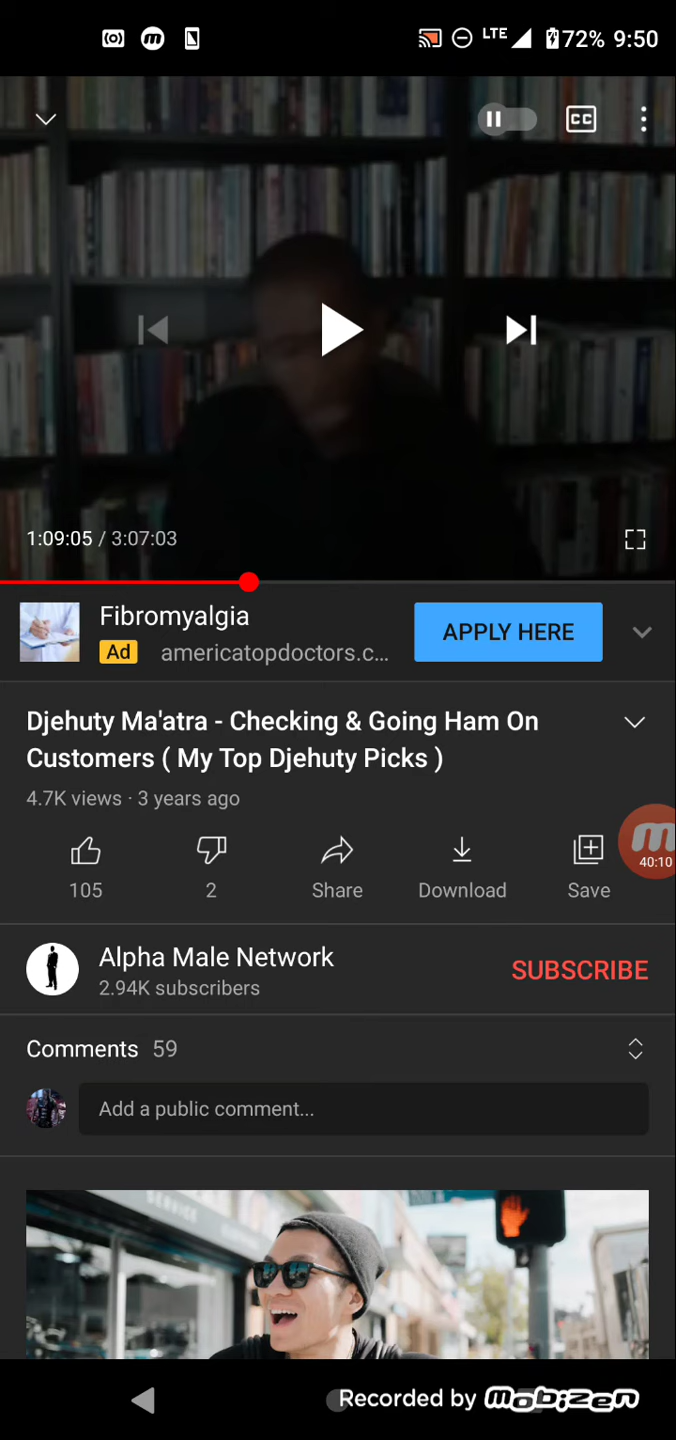 LTE 72% 9:50
CC
1:09:05 / 3:07:03
Fibromyalgia
Ad americatopdoctors.c...
APPLY HERE
Djehuty Ma'atra - Checking & Going Ham On
Customers ( My Top Djehuty Picks )
4.7K views · 3 years ago
105 2 Share Download Save
40:10
Alpha Male Network
2.94K subscribers
SUBSCRIBE
Comments 59
Add a public comment...
Recorded by mobizen